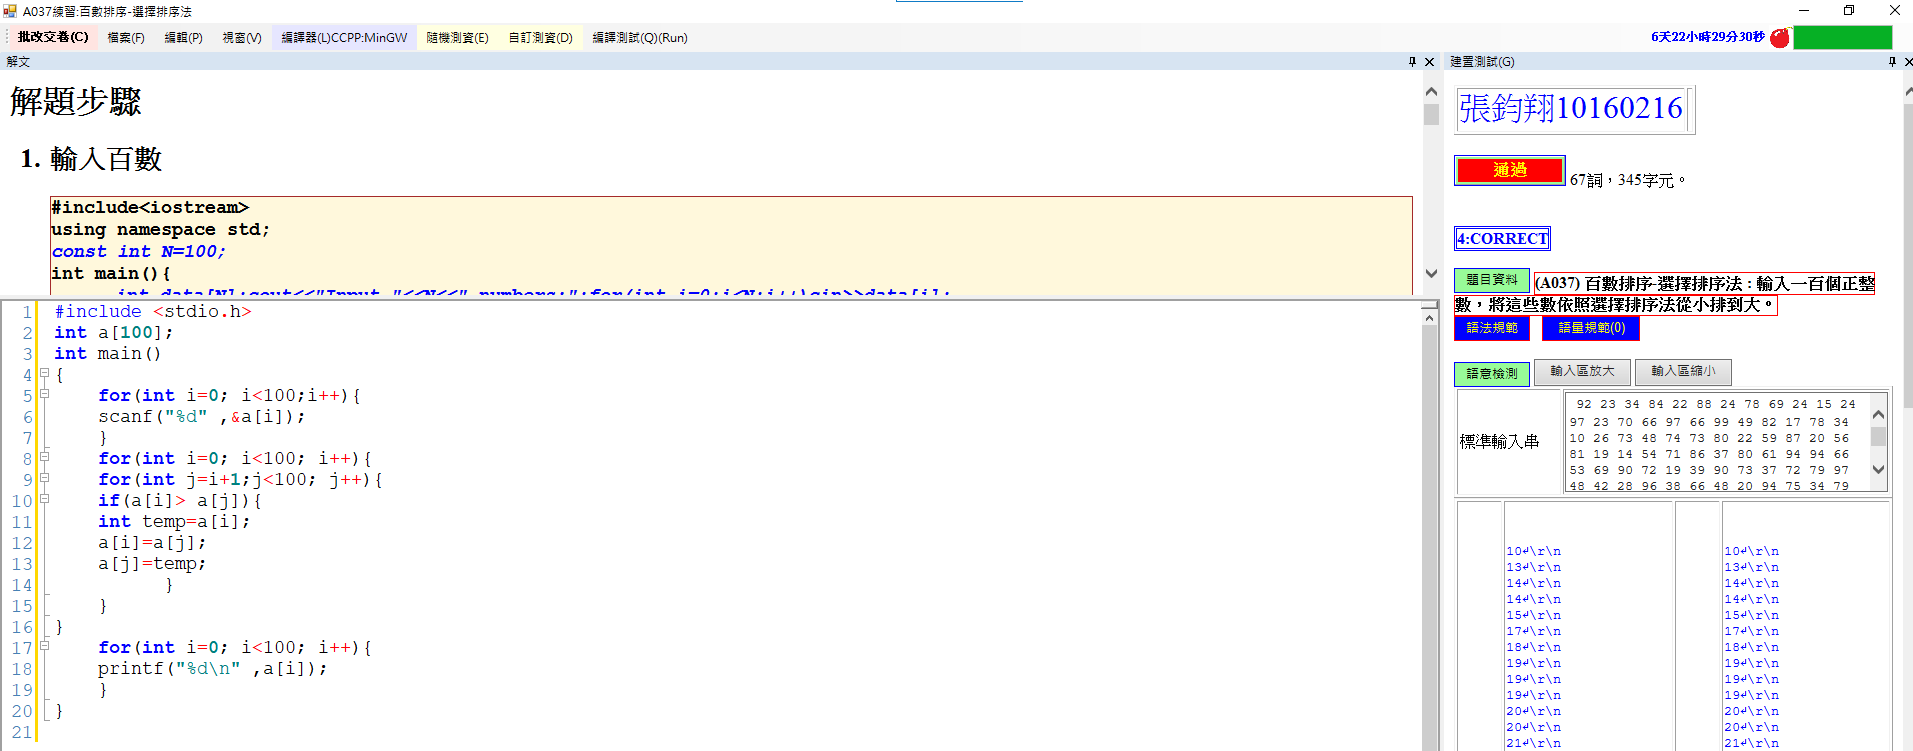 A037練習:百數排序-選擇排序法
批改交卷(C) 檔案(F) 編輯(P) 視窗(V) 編譯器(L)CCPP:MinGW 隨機測資(E) 自訂測資(D) 編譯測試(Q)(Run) 6天22小時29分30秒
解文
解題步驟
1. 輸入百數
#include<iostream>
using namespace std;
const int N=100;
int main(){
int data[N];cout<<"Input "<<N<<" numbers:";for(int i=0;i<N;i++)cin>>data[i];
1 #include <stdio.h>
2 int a[100];
3 int main()
4 {
5 for(int i=0; i<100;i++){
6 scanf("%d" ,&a[i]);
7 }
8 for(int i=0; i<100; i++){
9 for(int j=i+1;j<100; j++){
10 if(a[i]> a[j]){
11 int temp=a[i];
12 a[i]=a[j];
13 a[j]=temp;
14 }
15 }
16 }
17 for(int i=0; i<100; i++){
18 printf("%d\n" ,a[i]);
19 }
20 }
21
建置測試(G)
張鈞翔10160216
通過 67詞，345字元。
4:CORRECT
題目資料 (A037) 百數排序-選擇排序法 : 輸入一百個正整
數，將這些數依照選擇排序法從小排到大。
語法規範 語量規範(0)
語意檢測 輸入區放大 輸入區縮小
標準輸入串
92 23 34 84 22 88 24 78 69 24 15 24
97 23 70 66 97 66 99 49 82 17 78 34
10 26 73 48 74 73 80 22 59 87 20 56
81 19 14 54 71 86 37 80 61 94 94 66
53 69 90 72 19 39 90 73 37 72 79 97
48 42 28 96 38 66 48 20 94 75 34 79
10↵\r\n 10↵\r\n
13↵\r\n 13↵\r\n
14↵\r\n 14↵\r\n
14↵\r\n 14↵\r\n
15↵\r\n 15↵\r\n
17↵\r\n 17↵\r\n
18↵\r\n 18↵\r\n
19↵\r\n 19↵\r\n
19↵\r\n 19↵\r\n
19↵\r\n 19↵\r\n
20↵\r\n 20↵\r\n
20↵\r\n 20↵\r\n
21↵\r\n 21↵\r\n